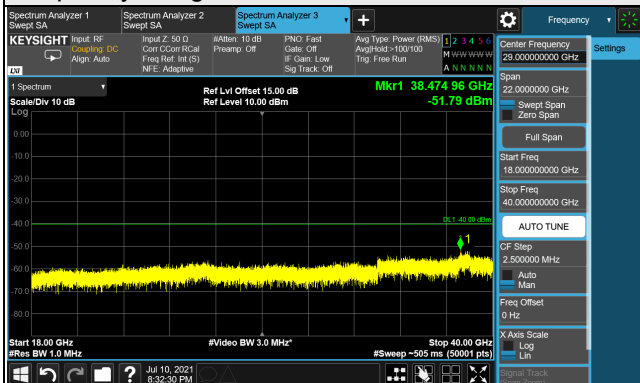 Spectrum Analyzer 1
Swept SA
Spectrum Analyzer 2
Swept SA
Spectrum Analyzer 3
Swept SA
Frequency
KEYSIGHT
Input: RF
Coupling: DC
Align: Auto
Input Z: 50 Ω
Corr CCorr RCal
Freq Ref: Int (S)
NFE: Adaptive
#Atten: 10 dB
Preamp: Off
PNO: Fast
Gate: Off
IF Gain: Low
Sig Track: Off
Avg Type: Power (RMS)
Avg|Hold:>100/100
Trig: Free Run
1 2 3 4 5 6
M W W W W W
A N N N N N
LXI
1 Spectrum
Scale/Div 10 dB
Log
Ref Lvl Offset 15.00 dB
Ref Level 10.00 dBm
Mkr1 38.474 96 GHz
-51.79 dBm
0.00
-10.0
-20.0
-30.0
-40.0
-50.0
-60.0
-70.0
-80.0
1
Start 18.00 GHz
#Res BW 1.0 MHz
#Video BW 3.0 MHz*
Stop 40.00 GHz
#Sweep ~505 ms (50001 pts)
Center Frequency
29.000000000 GHz
Settings
Span
22.0000000 GHz
Swept Span
Zero Span
Full Span
Start Freq
18.000000000 GHz
Stop Freq
40.000000000 GHz
AUTO TUNE
CF Step
2.500000 MHz
Auto
Man
Freq Offset
0 Hz
X Axis Scale
Log
Lin
Signal Track
?
Jul 10, 2021
8:32:30 PM